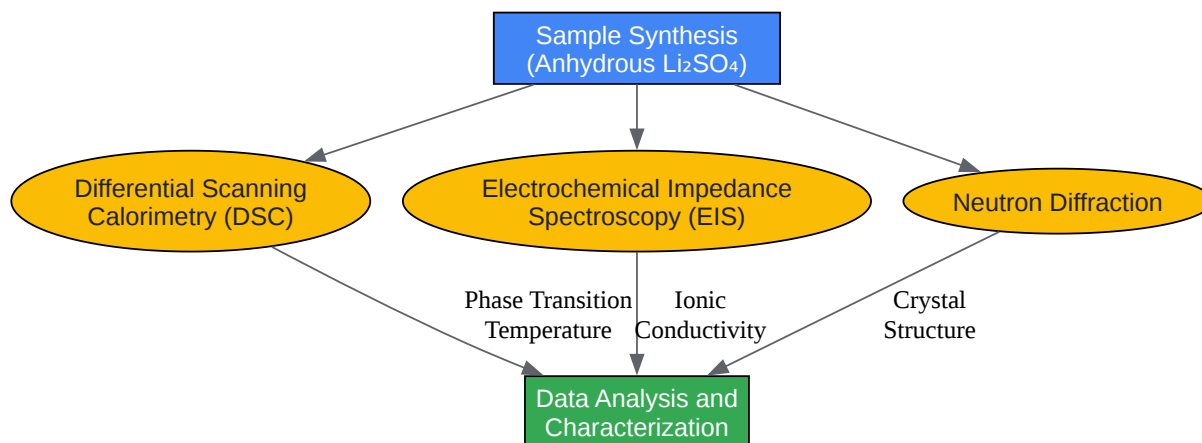 Sample Synthesis
(Anhydrous Li₂SO₄)
Differential Scanning
Calorimetry (DSC)
Electrochemical Impedance
Spectroscopy (EIS)
Neutron Diffraction
Phase Transition
Temperature
Ionic
Conductivity
Crystal
Structure
Data Analysis and
Characterization